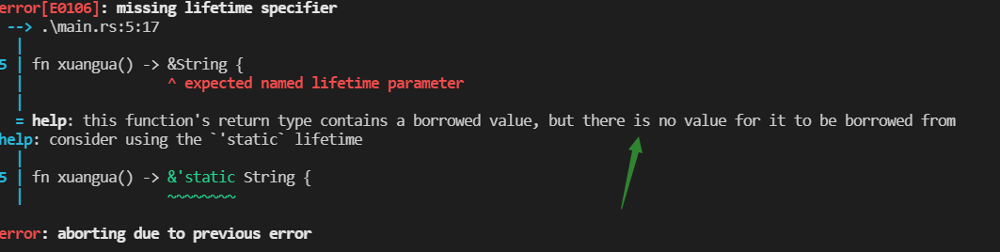 error[E0106]: missing lifetime specifier
 --> .\main.rs:5:17
  |
5 | fn xuangua() -> &String {
  |                 ^ expected named lifetime parameter
  |
  = help: this function's return type contains a borrowed value, but there is no value for it to be borrowed from
help: consider using the `'static` lifetime
  |
5 | fn xuangua() -> &'static String {
  |                 ~~~~~~~~
error: aborting due to previous error